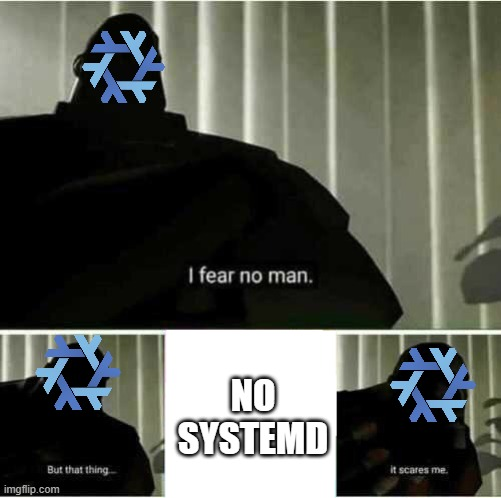 I fear no man.
But that thing...
NO
SYSTEMD
it scares me.
imgflip.com